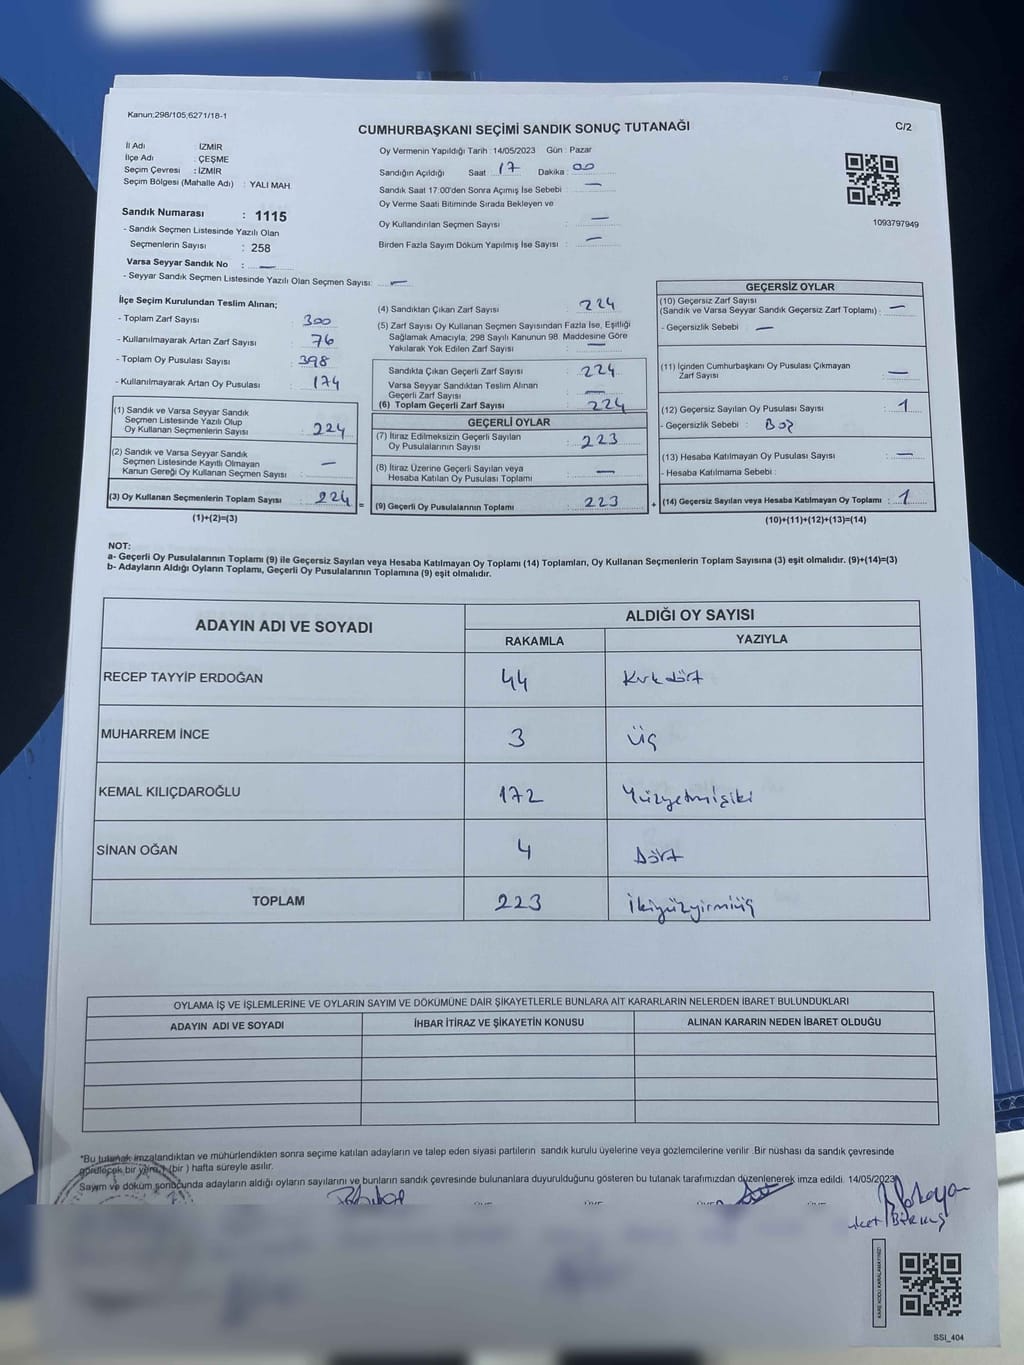 Kanun;298/105;6271/18-1
CUMHURBAŞKANI SEÇİMİ SANDIK SONUÇ TUTANAĞI
C/2
İl Adı : İZMİR
İlçe Adı : ÇEŞME
Seçim Çevresi : İZMİR
Seçim Bölgesi (Mahalle Adı) : YALI MAH.
Sandık Numarası : 1115
- Sandık Seçmen Listesinde Yazılı Olan
Seçmenlerin Sayısı : 258
Varsa Seyyar Sandık No : —
- Seyyar Sandık Seçmen Listesinde Yazılı Olan Seçmen Sayısı: —
Oy Vermenin Yapıldığı Tarih : 14/05/2023 Gün : Pazar
Sandığın Açıldığı Saat : 17 Dakika : 00
Sandık Saat 17:00'den Sonra Açımış İse Sebebi : —
Oy Verme Saati Bitiminde Sırada Bekleyen ve
Oy Kullandırılan Seçmen Sayısı : —
Birden Fazla Sayım Döküm Yapılmış İse Sayısı : —
1093797949
İlçe Seçim Kurulundan Teslim Alınan;
- Toplam Zarf Sayısı : 300
- Kullanılmayarak Artan Zarf Sayısı : 76
- Toplam Oy Pusulası Sayısı : 398
- Kullanılmayarak Artan Oy Pusulası : 174
(1) Sandık ve Varsa Seyyar Sandık
Seçmen Listesinde Yazılı Olup
Oy Kullanan Seçmenlerin Sayısı : 224
(2) Sandık ve Varsa Seyyar Sandık
Seçmen Listesinde Kayıtlı Olmayan
Kanun Gereği Oy Kullanan Seçmen Sayısı : —
(3) Oy Kullanan Seçmenlerin Toplam Sayısı : 224
(1)+(2)=(3)
(4) Sandıktan Çıkan Zarf Sayısı : 224
(5) Zarf Sayısı Oy Kullanan Seçmen Sayısından Fazla İse, Eşitliği
Sağlamak Amacıyla; 298 Sayılı Kanunun 98. Maddesine Göre
Yakılarak Yok Edilen Zarf Sayısı : —
Sandıkta Çıkan Geçerli Zarf Sayısı : 224
Varsa Seyyar Sandıktan Teslim Alınan
Geçerli Zarf Sayısı : —
(6) Toplam Geçerli Zarf Sayısı : 224
GEÇERLİ OYLAR
(7) İtiraz Edilmeksizin Geçerli Sayılan
Oy Pusulalarının Sayısı : 223
(8) İtiraz Üzerine Geçerli Sayılan veya
Hesaba Katılan Oy Pusulası Toplamı : —
= (9) Geçerli Oy Pusulalarının Toplamı : 223
GEÇERSİZ OYLAR
(10) Geçersiz Zarf Sayısı
(Sandık ve Varsa Seyyar Sandık Geçersiz Zarf Toplamı) : —
- Geçersizlik Sebebi : —
(11) İçinden Cumhurbaşkanı Oy Pusulası Çıkmayan
Zarf Sayısı : —
(12) Geçersiz Sayılan Oy Pusulası Sayısı : 1
- Geçersizlik Sebebi : Boş
(13) Hesaba Katılmayan Oy Pusulası Sayısı : —
- Hesaba Katılmama Sebebi :
+ (14) Geçersiz Sayılan veya Hesaba Katılmayan Oy Toplamı : 1
(10)+(11)+(12)+(13)=(14)
NOT:
a- Geçerli Oy Pusulalarının Toplamı (9) ile Geçersiz Sayılan veya Hesaba Katılmayan Oy Toplamı (14) Toplamları, Oy Kullanan Seçmenlerin Toplam Sayısına (3) eşit olmalıdır. (9)+(14)=(3)
b- Adayların Aldığı Oyların Toplamı, Geçerli Oy Pusulalarının Toplamına (9) eşit olmalıdır.
ADAYIN ADI VE SOYADI
ALDIĞI OY SAYISI
RAKAMLA YAZIYLA
RECEP TAYYİP ERDOĞAN 44 Kırkdört
MUHARREM İNCE 3 üç
KEMAL KILIÇDAROĞLU 172 Yüzyetmişiki
SİNAN OĞAN 4 Dört
TOPLAM 223 İkiyüzyirmiüç
OYLAMA İŞ VE İŞLEMLERİNE VE OYLARIN SAYIM VE DÖKÜMÜNE DAİR ŞİKAYETLERLE BUNLARA AİT KARARLARIN NELERDEN İBARET BULUNDUKLARI
ADAYIN ADI VE SOYADI İHBAR İTİRAZ VE ŞİKAYETİN KONUSU ALINAN KARARIN NEDEN İBARET OLDUĞU
*Bu tutanak imzalandıktan ve mühürlendikten sonra seçime katılan adayların ve talep eden siyasi partilerin sandık kurulu üyelerine veya gözlemcilerine verilir. Bir nüshası da sandık çevresinde
görülecek bir yere 1 (bir ) hafta süreyle asılır.
Sayım ve döküm sonucunda adayların aldığı oyların sayılarını ve bunların sandık çevresinde bulunanlara duyurulduğunu gösteren bu tutanak tarafımızdan düzenlenerek imza edildi. 14/05/2023
KARE KODU KARALAMAYINIZ!
SSI_404